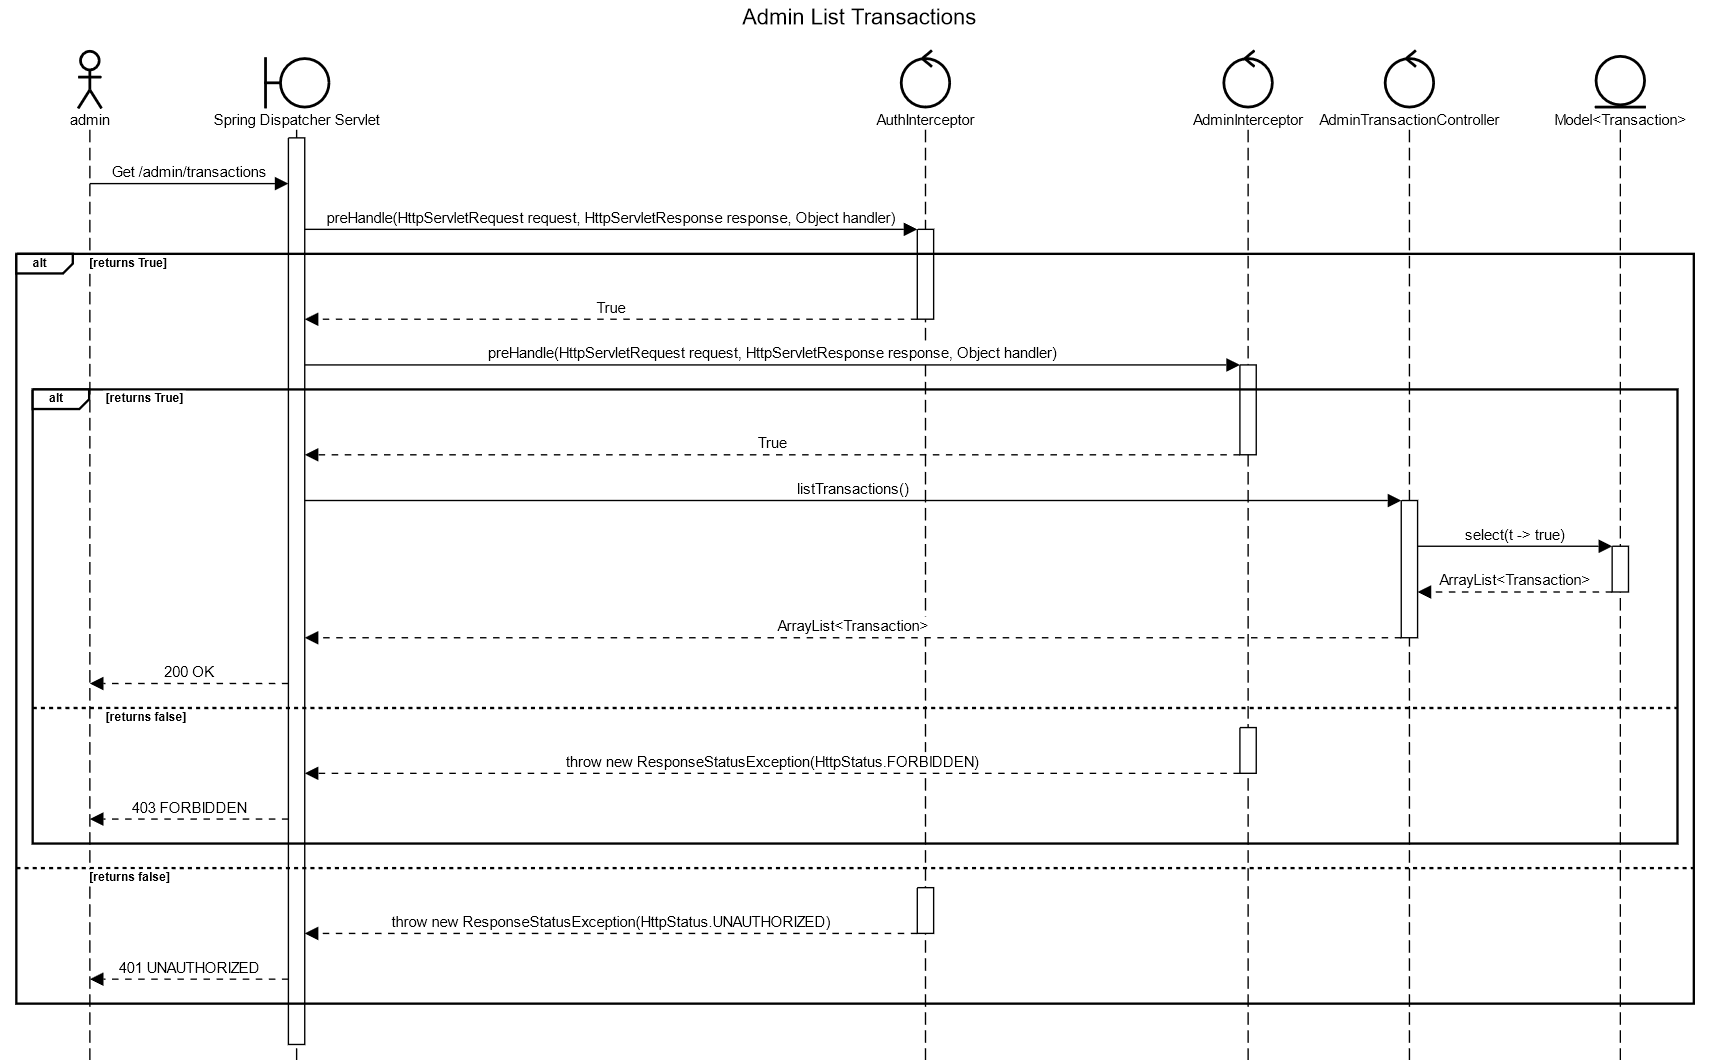 Admin List Transactions
admin
Spring Dispatcher Servlet
AuthInterceptor
AdminInterceptor
AdminTransactionController
Model<Transaction>
Get /admin/transactions
preHandle(HttpServletRequest request, HttpServletResponse response, Object handler)
alt
[returns True]
True
preHandle(HttpServletRequest request, HttpServletResponse response, Object handler)
alt
[returns True]
True
listTransactions()
select(t -> true)
ArrayList<Transaction>
ArrayList<Transaction>
200 OK
[returns false]
throw new ResponseStatusException(HttpStatus.FORBIDDEN)
403 FORBIDDEN
[returns false]
throw new ResponseStatusException(HttpStatus.UNAUTHORIZED)
401 UNAUTHORIZED